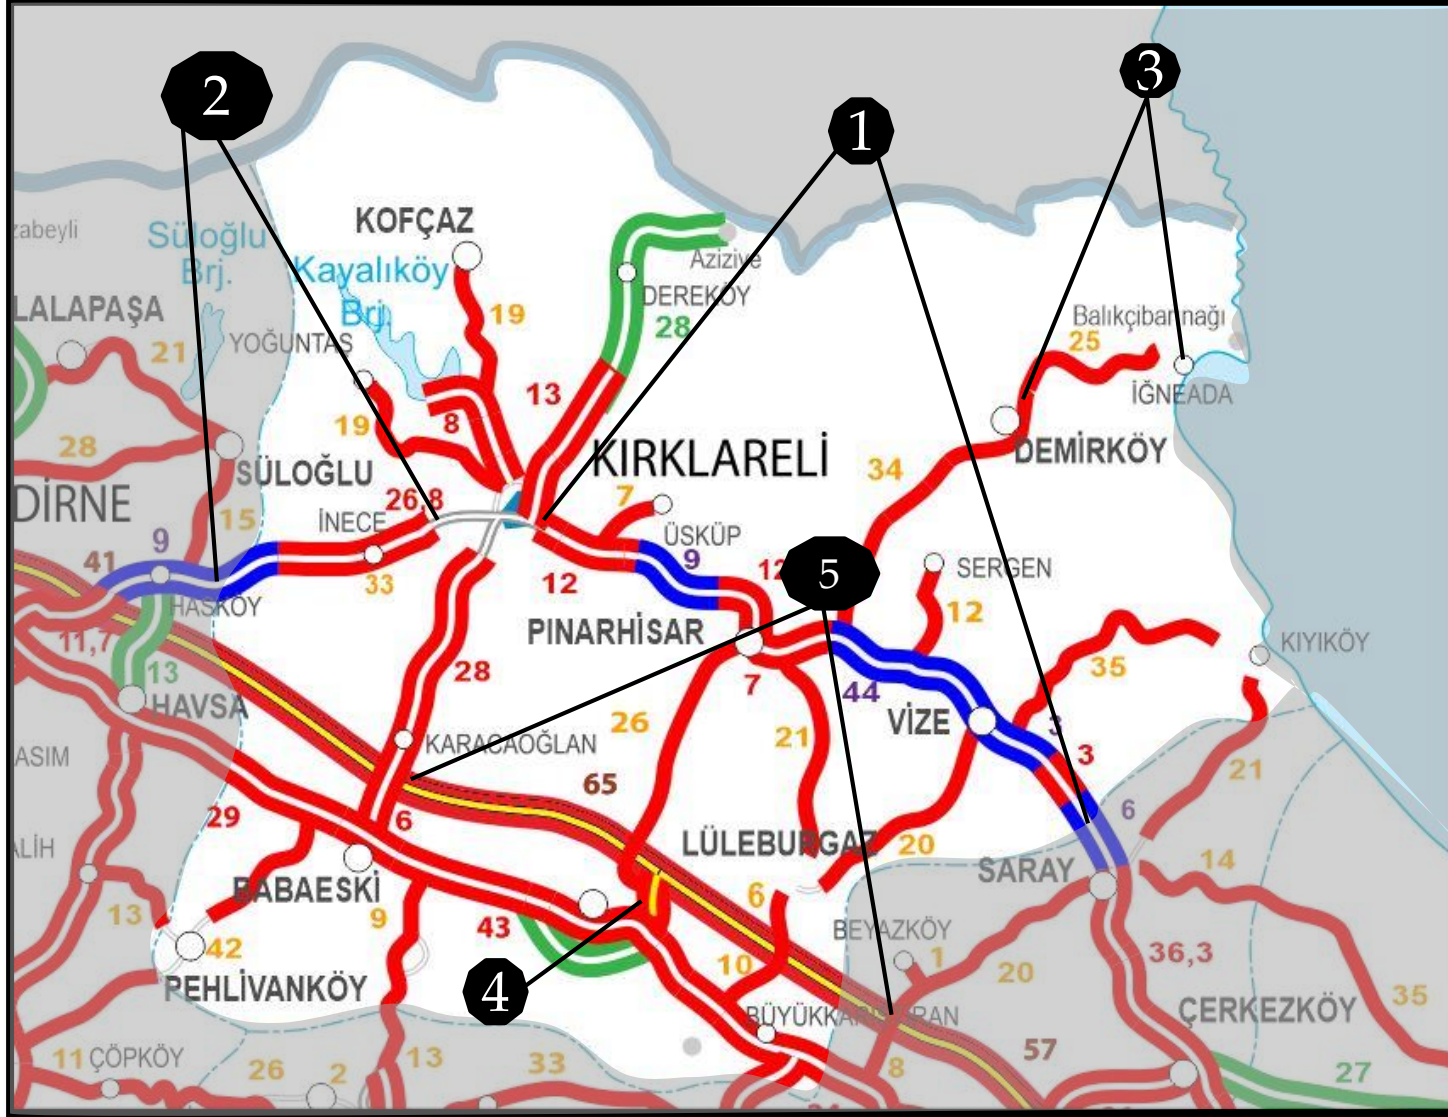 2
3
1
zabeyli
Süloğlu
Brj.
KOFÇAZ
Kayalıköy
Brj.
Aziziye
DEREKÖY
28
LALAPAŞA
21
YOĞUNTAŞ
19
Balıkçıbarınağı
25
İĞNEADA
13
8
19
28
SÜLOĞLU
KIRKLARELİ
34
DEMİRKÖY
DİRNE
26,8
İNECE
7
ÜSKÜP
15
9
41
33
12
9
12
5
SERGEN
12
HASKÖY
11,7
13
PINARHİSAR
KIYIKÖY
35
HAVSA
28
7
44
VİZE
3
3
26
21
KARACAOĞLAN
65
ASIM
21
29
6
6
LÜLEBURGAZ
20
14
SARAY
ALİH
BABAESKİ
13
42
9
43
6
BEYAZKÖY
1
10
20
36,3
35
PEHLİVANKÖY
4
ÇERKEZKÖY
57
27
11
ÇÖPKÖY
26
2
13
33
8